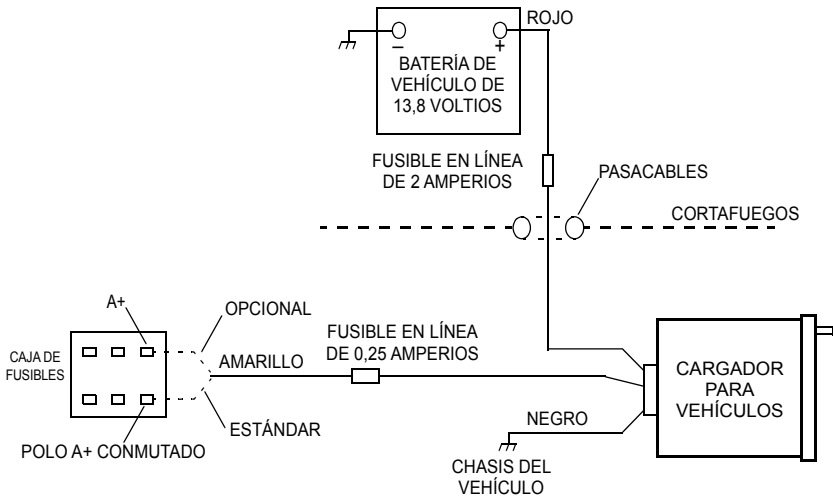 ROJO
–
+
BATERÍA DE
VEHÍCULO DE
13,8 VOLTIOS
FUSIBLE EN LÍNEA
DE 2 AMPERIOS
PASACABLES
CORTAFUEGOS
A+
OPCIONAL
CAJA DE
FUSIBLES
AMARILLO
FUSIBLE EN LÍNEA
DE 0,25 AMPERIOS
ESTÁNDAR
POLO A+ CONMUTADO
NEGRO
CHASIS DEL
VEHÍCULO
CARGADOR
PARA
VEHÍCULOS